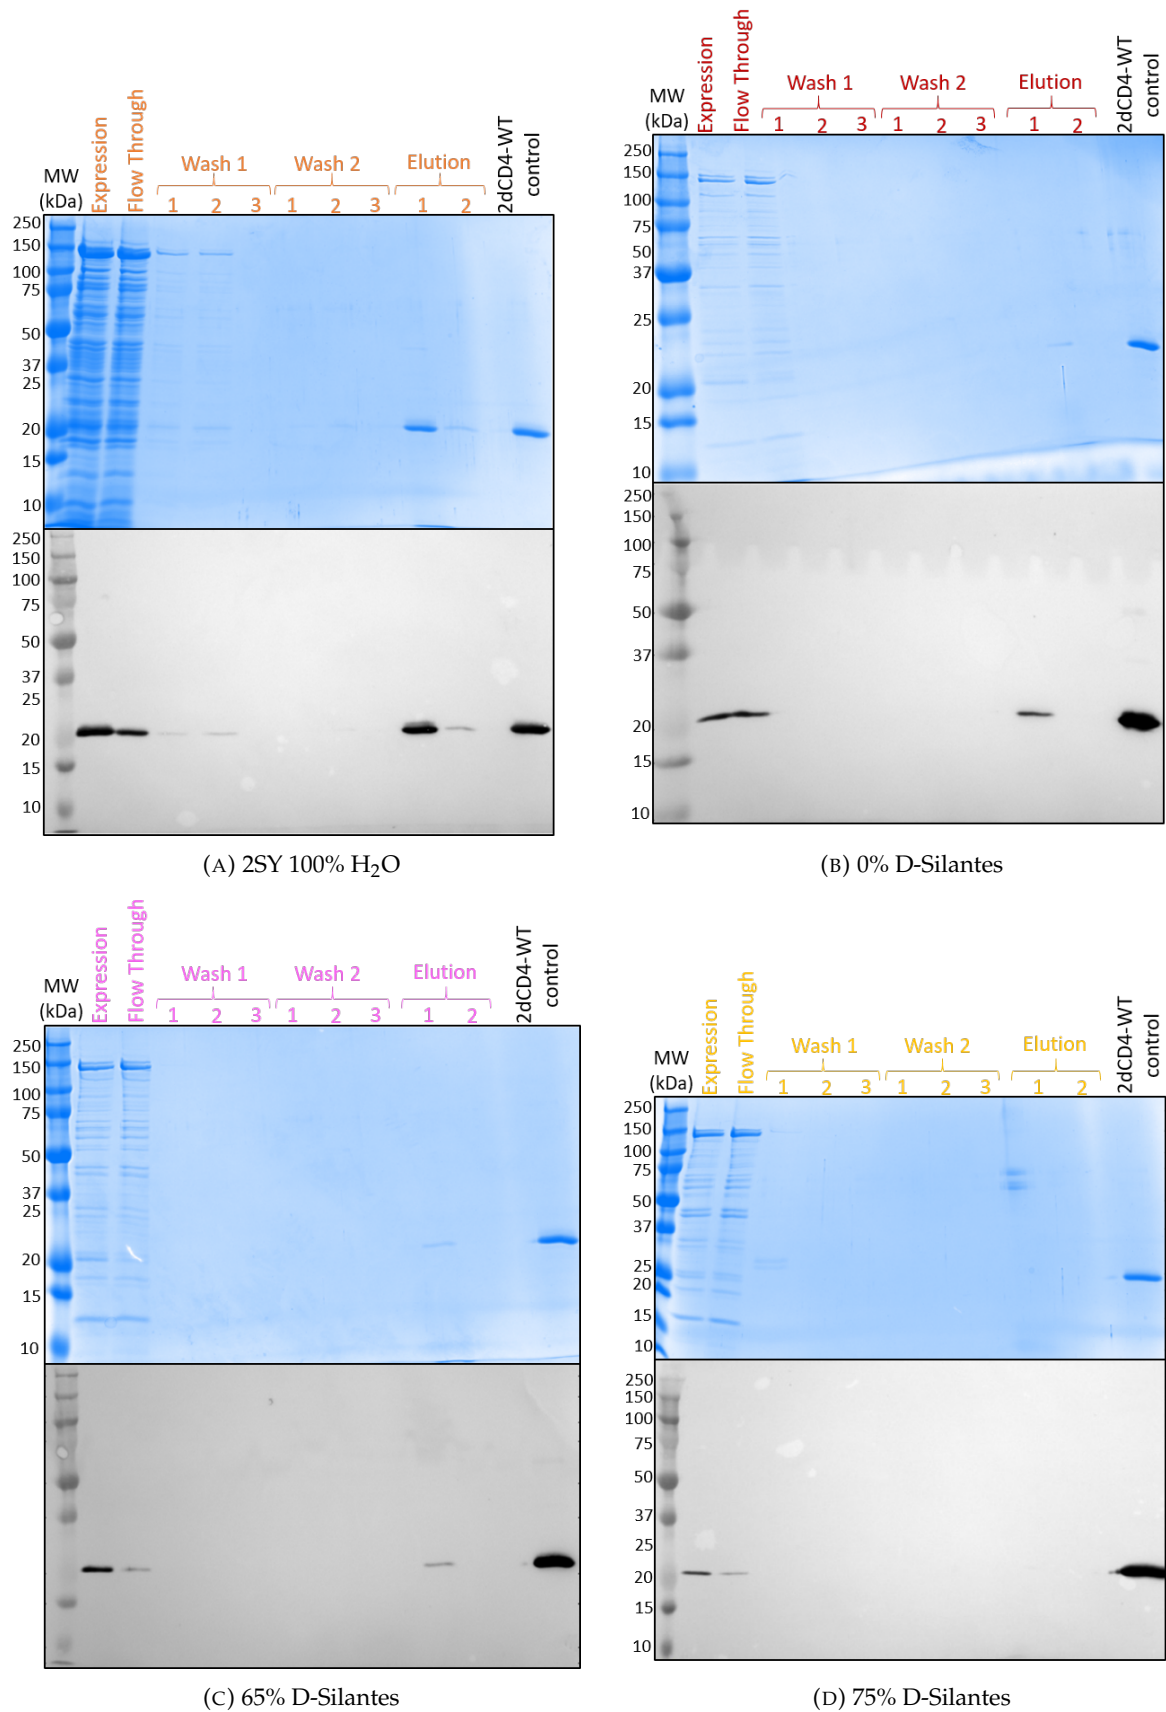 MW
(kDa)
Expression
Flow Through
Wash 1
Wash 2
Elution
2dCD4-WT
control
1 2 3 1 2 3 1 2
250
150
100
75
50
37
25
20
15
10
250
150
100
75
50
37
25
20
15
10
(A) 2SY 100% H₂O
MW
(kDa)
Expression
Flow Through
Wash 1
Wash 2
Elution
2dCD4-WT
control
1 2 3 1 2 3 1 2
250
150
100
75
50
37
25
20
15
10
250
150
100
75
50
37
20
15
10
(B) 0% D-Silantes
MW
(kDa)
Expression
Flow Through
Wash 1
Wash 2
Elution
2dCD4-WT
control
1 2 3 1 2 3 1 2
250
150
100
75
50
37
25
20
15
10
(C) 65% D-Silantes
MW
(kDa)
Expression
Flow Through
Wash 1
Wash 2
Elution
2dCD4-WT
control
1 2 3 1 2 3 1 2
250
150
100
75
50
37
25
20
15
10
250
150
100
75
50
37
25
20
15
10
(D) 75% D-Silantes